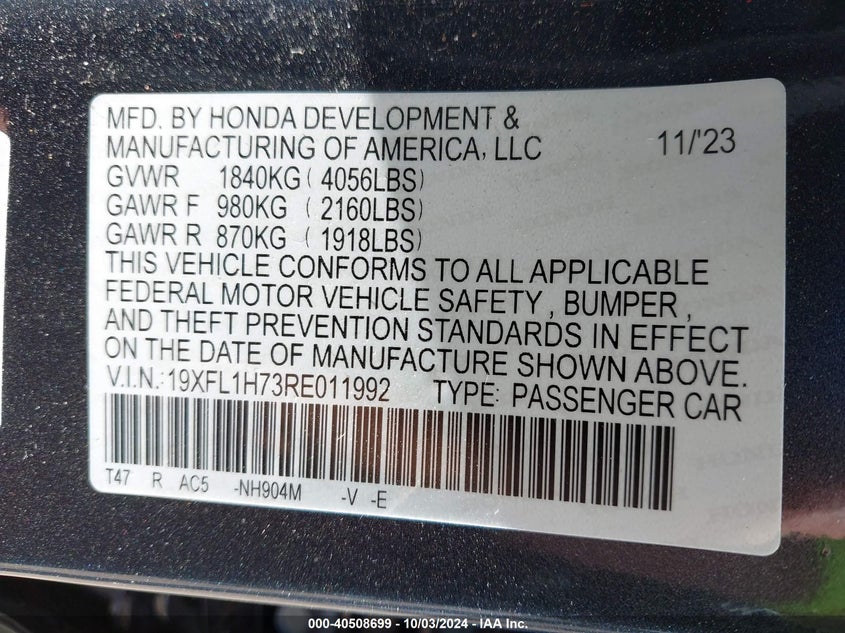 MFD. BY HONDA DEVELOPMENT &
MANUFACTURING OF AMERICA, LLC 11/'23
GVWR 1840KG ( 4056LBS)
GAWR F 980KG ( 2160LBS)
GAWR R 870KG ( 1918LBS)
THIS VEHICLE CONFORMS TO ALL APPLICABLE
FEDERAL MOTOR VEHICLE SAFETY , BUMPER ,
AND THEFT PREVENTION STANDARDS IN EFFECT
ON THE DATE OF MANUFACTURE SHOWN ABOVE.
V.I.N.: 19XFL1H73RE011992 TYPE: PASSENGER CAR
T47 R AC5 -NH904M -V -E
000-40508699 - 10/03/2024 - IAA Inc.